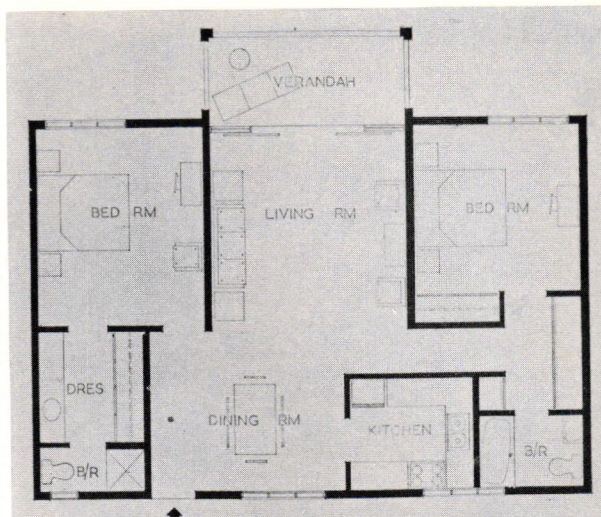 VERANDAH
BED RM
LIVING RM
BED RM
DRES
DINING RM
KITCHEN
B/R
B/R